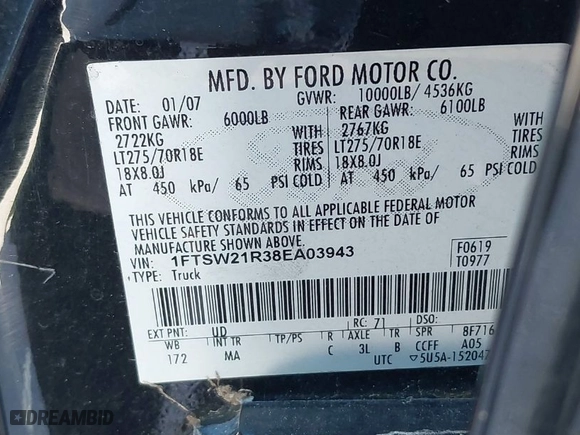 MFD. BY FORD MOTOR CO.
DATE: 01/07 GVWR: 10000LB/ 4536KG
FRONT GAWR: 6000LB REAR GAWR: 6100LB
2722KG WITH 2767KG WITH
LT275/70R18E TIRES LT275/70R18E TIRES
18X8.0J RIMS 18X8.0J RIMS
AT 450 kPa/ 65 PSI COLD AT 450 kPa/ 65 PSI COLD
THIS VEHICLE CONFORMS TO ALL APPLICABLE FEDERAL MOTOR
VEHICLE SAFETY STANDARDS IN EFFECT ON THE DATE OF
MANUFACTURE SHOWN ABOVE.
VIN: 1FTSW21R38EA03943 F0619
TYPE: Truck T0977
EXT PNT: UD RC: 71 DSO:
WB INT TR TP/PS R AXLE TR SPR 8F716
172 MA C 3L B CCFF A05
UTC ▽5U5A-152047
DREAMBID